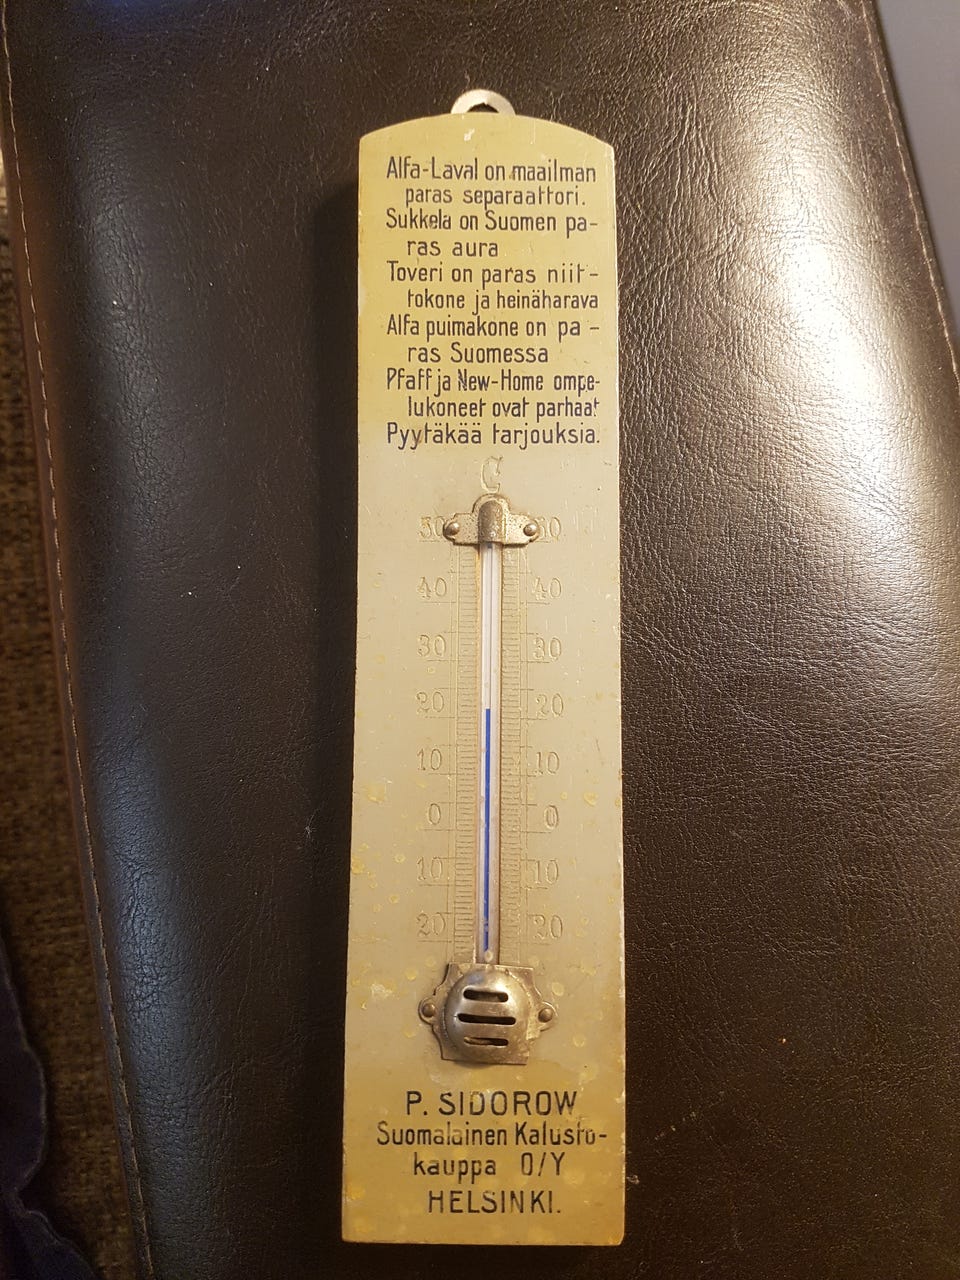 Alfa-Laval on maailman
paras separaattori.
Sukkela on Suomen pa-
ras aura
Toveri on paras niit-
tokone ja heinäharava
Alfa puimakone on pa-
ras Suomessa
Pfaff ja New-Home ompe-
lukoneet ovat parhaat
Pyytäkää tarjouksia.
C
50 50
40 40
30 30
20 20
10 10
0 0
10 10
20 20
P. SIDOROW
Suomalainen Kalusto-
kauppa O/Y
HELSINKI.